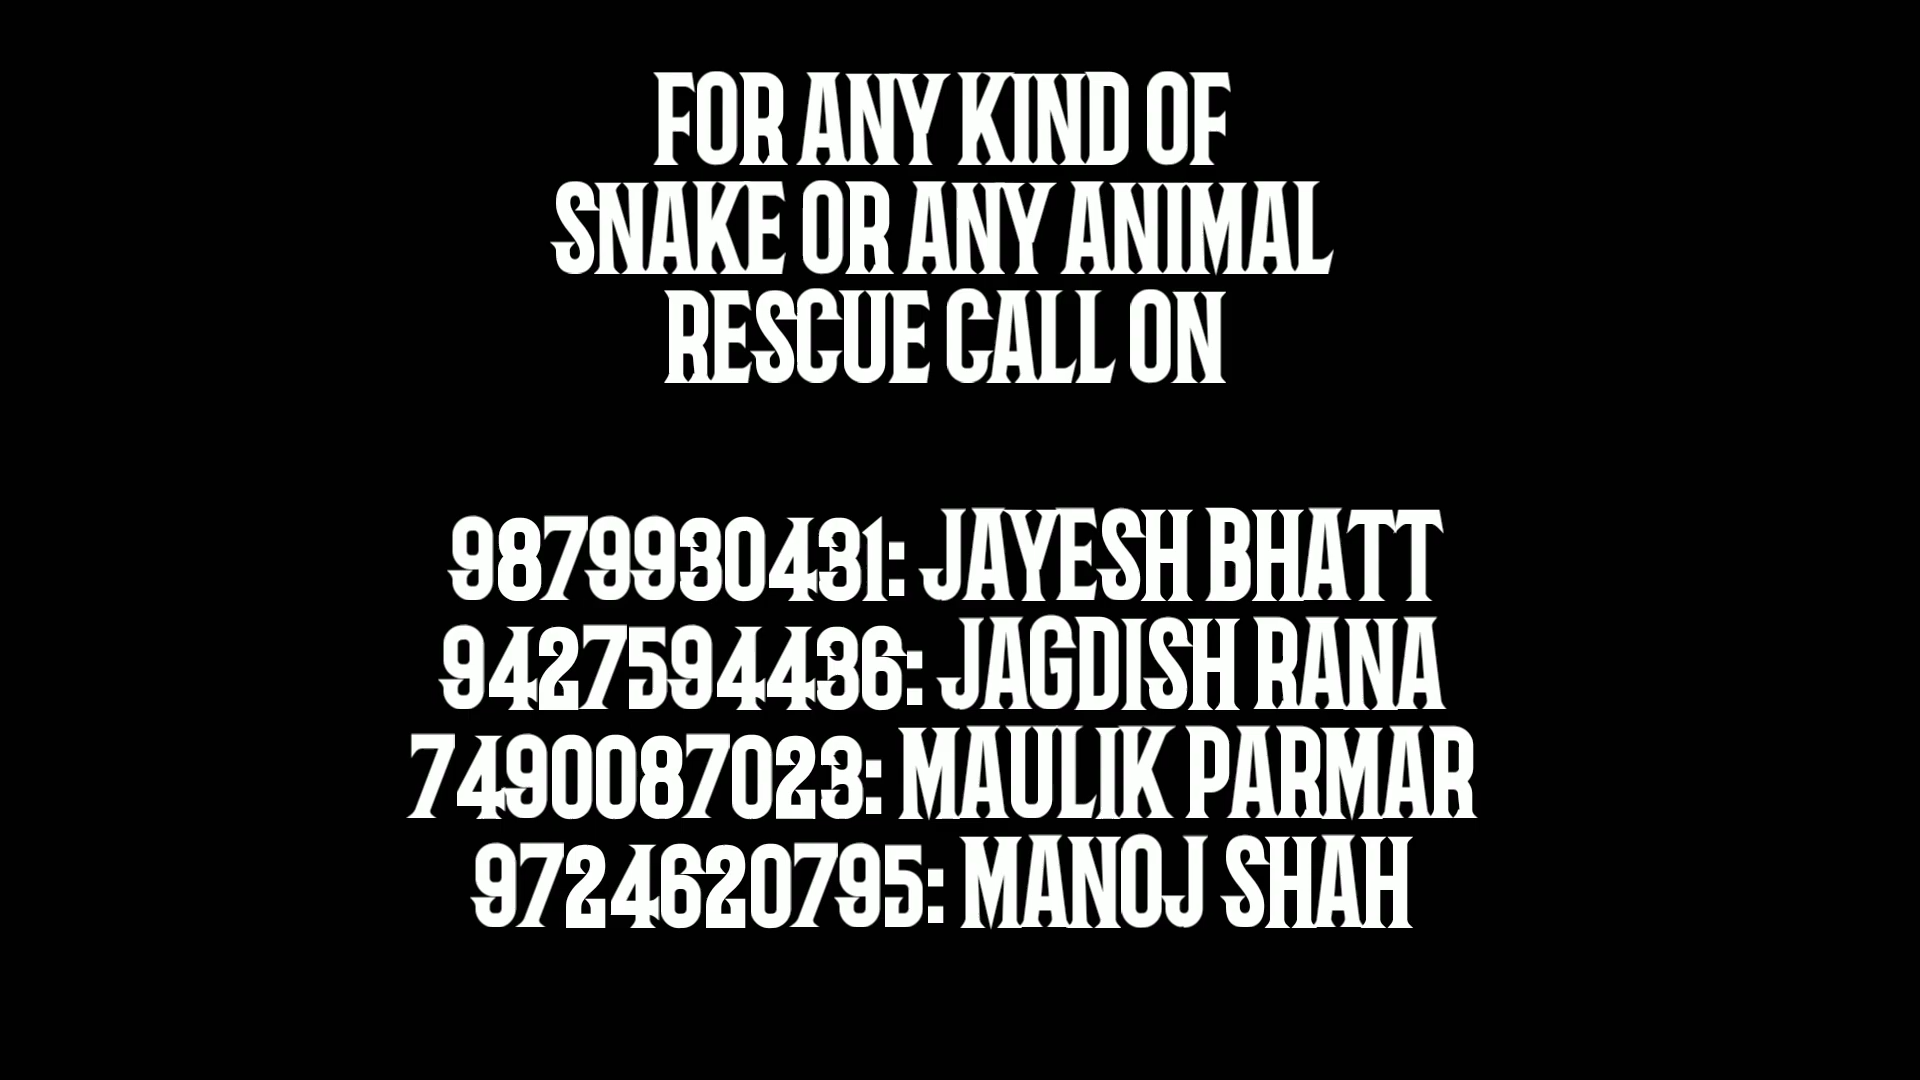 FOR ANY KIND OF
SNAKE OR ANY ANIMAL
RESCUE CALL ON
9879930431: JAYESH BHATT
9427594436: JAGDISH RANA
7490087023: MAULIK PARMAR
9724620795: MANOJ SHAH